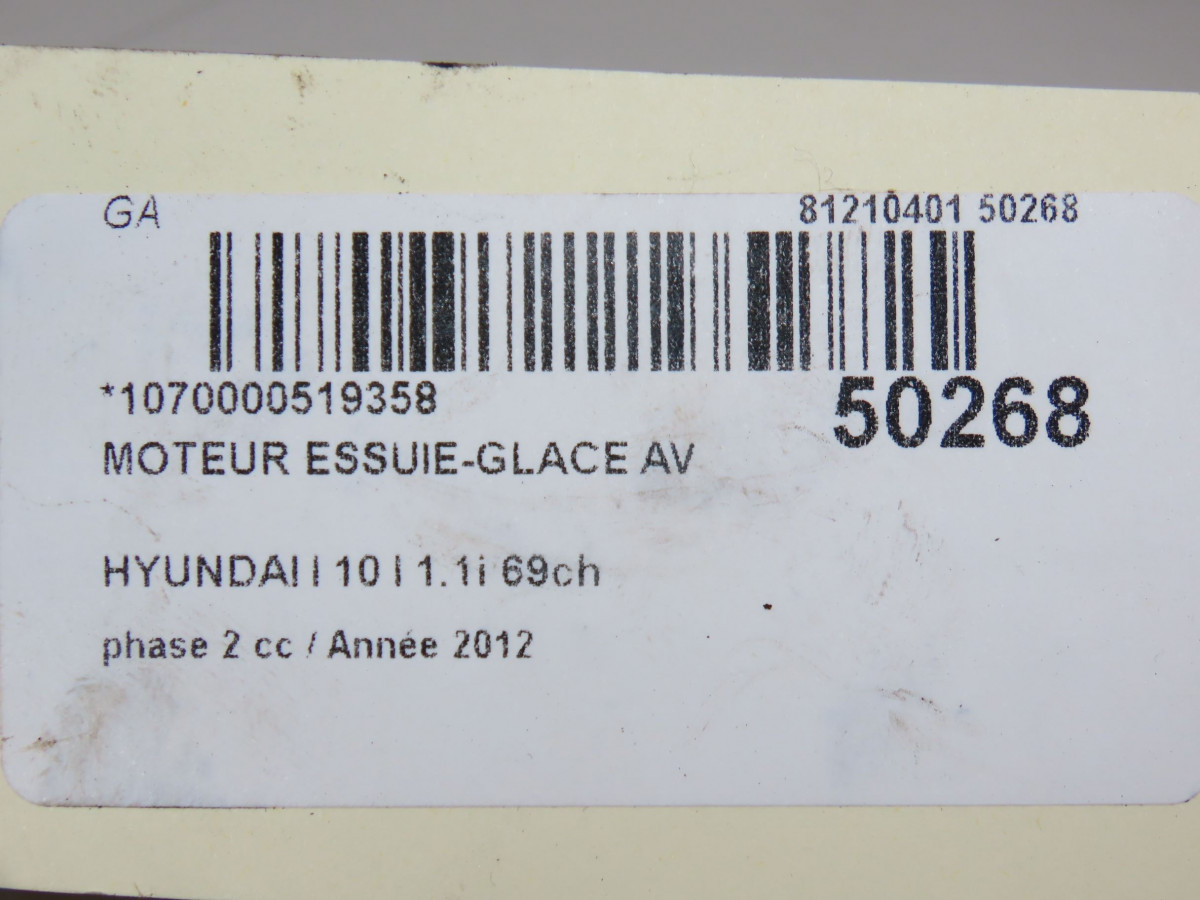 GA 81210401 50268
*1070000519358
50268
MOTEUR ESSUIE-GLACE AV
HYUNDAI I 10 I 1.1i 69ch
phase 2 cc / Année 2012